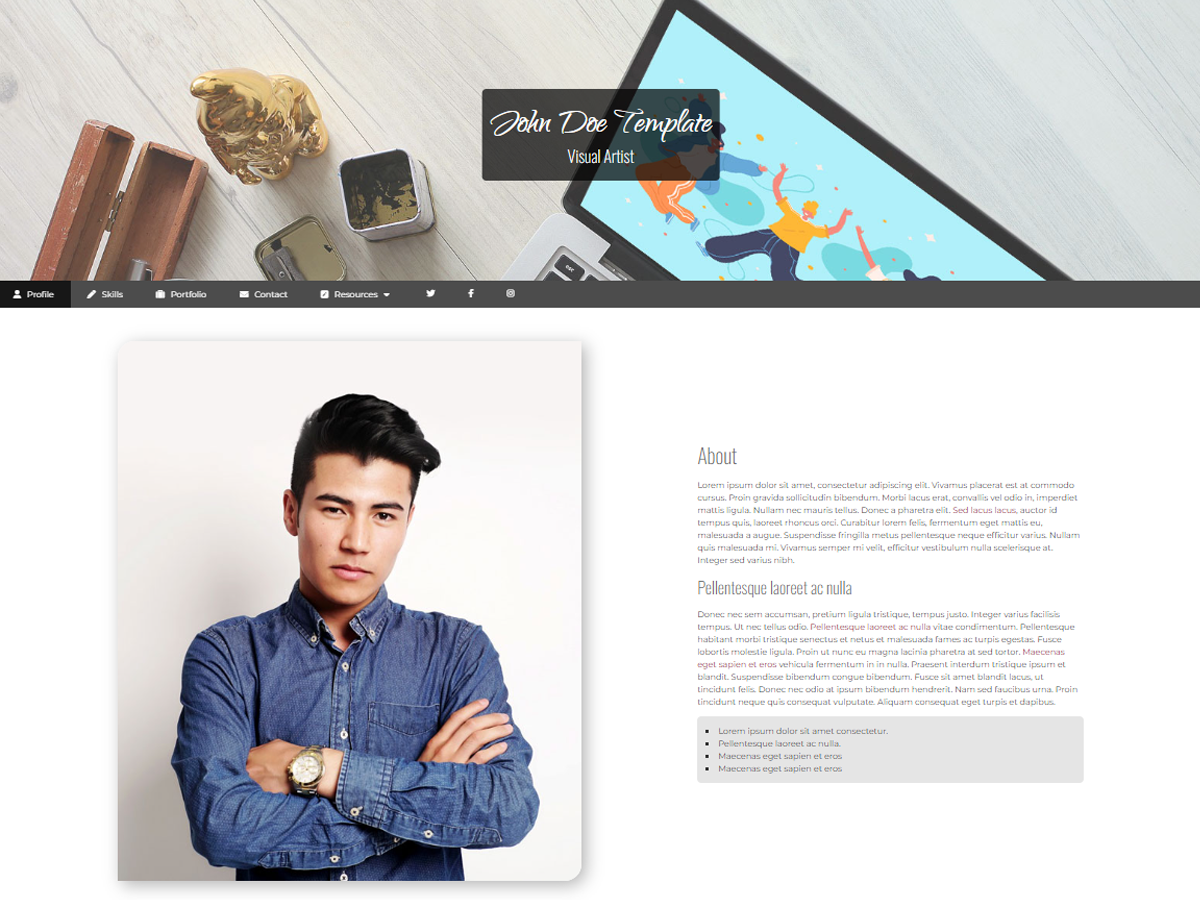 John Doe Template
Visual Artist
esc
Profile Skills Portfolio Contact Resources
About
Lorem ipsum dolor sit amet, consectetur adipiscing elit. Vivamus placerat est at commodo
cursus. Proin gravida sollicitudin bibendum. Morbi lacus erat, convallis vel odio in, imperdiet
mattis ligula. Nullam nec mauris tellus. Donec a pharetra elit. Sed lacus lacus, auctor id
tempus quis, laoreet rhoncus orci. Curabitur lorem felis, fermentum eget mattis eu,
malesuada a augue. Suspendisse fringilla metus pellentesque neque efficitur varius. Nullam
quis malesuada mi. Vivamus semper mi velit, efficitur vestibulum nulla scelerisque at.
Integer sed varius nibh.
Pellentesque laoreet ac nulla
Donec nec sem accumsan, pretium ligula tristique, tempus justo. Integer varius facilisis
tempus. Ut nec tellus odio. Pellentesque laoreet ac nulla vitae condimentum. Pellentesque
habitant morbi tristique senectus et netus et malesuada fames ac turpis egestas. Fusce
lobortis molestie ligula. Proin ut nunc eu magna lacinia pharetra at sed tortor. Maecenas
eget sapien et eros vehicula fermentum in in nulla. Praesent interdum tristique ipsum et
blandit. Suspendisse bibendum congue bibendum. Fusce sit amet blandit lacus, ut
tincidunt felis. Donec nec odio at ipsum bibendum hendrerit. Nam sed faucibus urna. Proin
tincidunt neque quis consequat vulputate. Aliquam consequat eget turpis et dapibus.
Lorem ipsum dolor sit amet consectetur.
Pellentesque laoreet ac nulla.
Maecenas eget sapien et eros
Maecenas eget sapien et eros